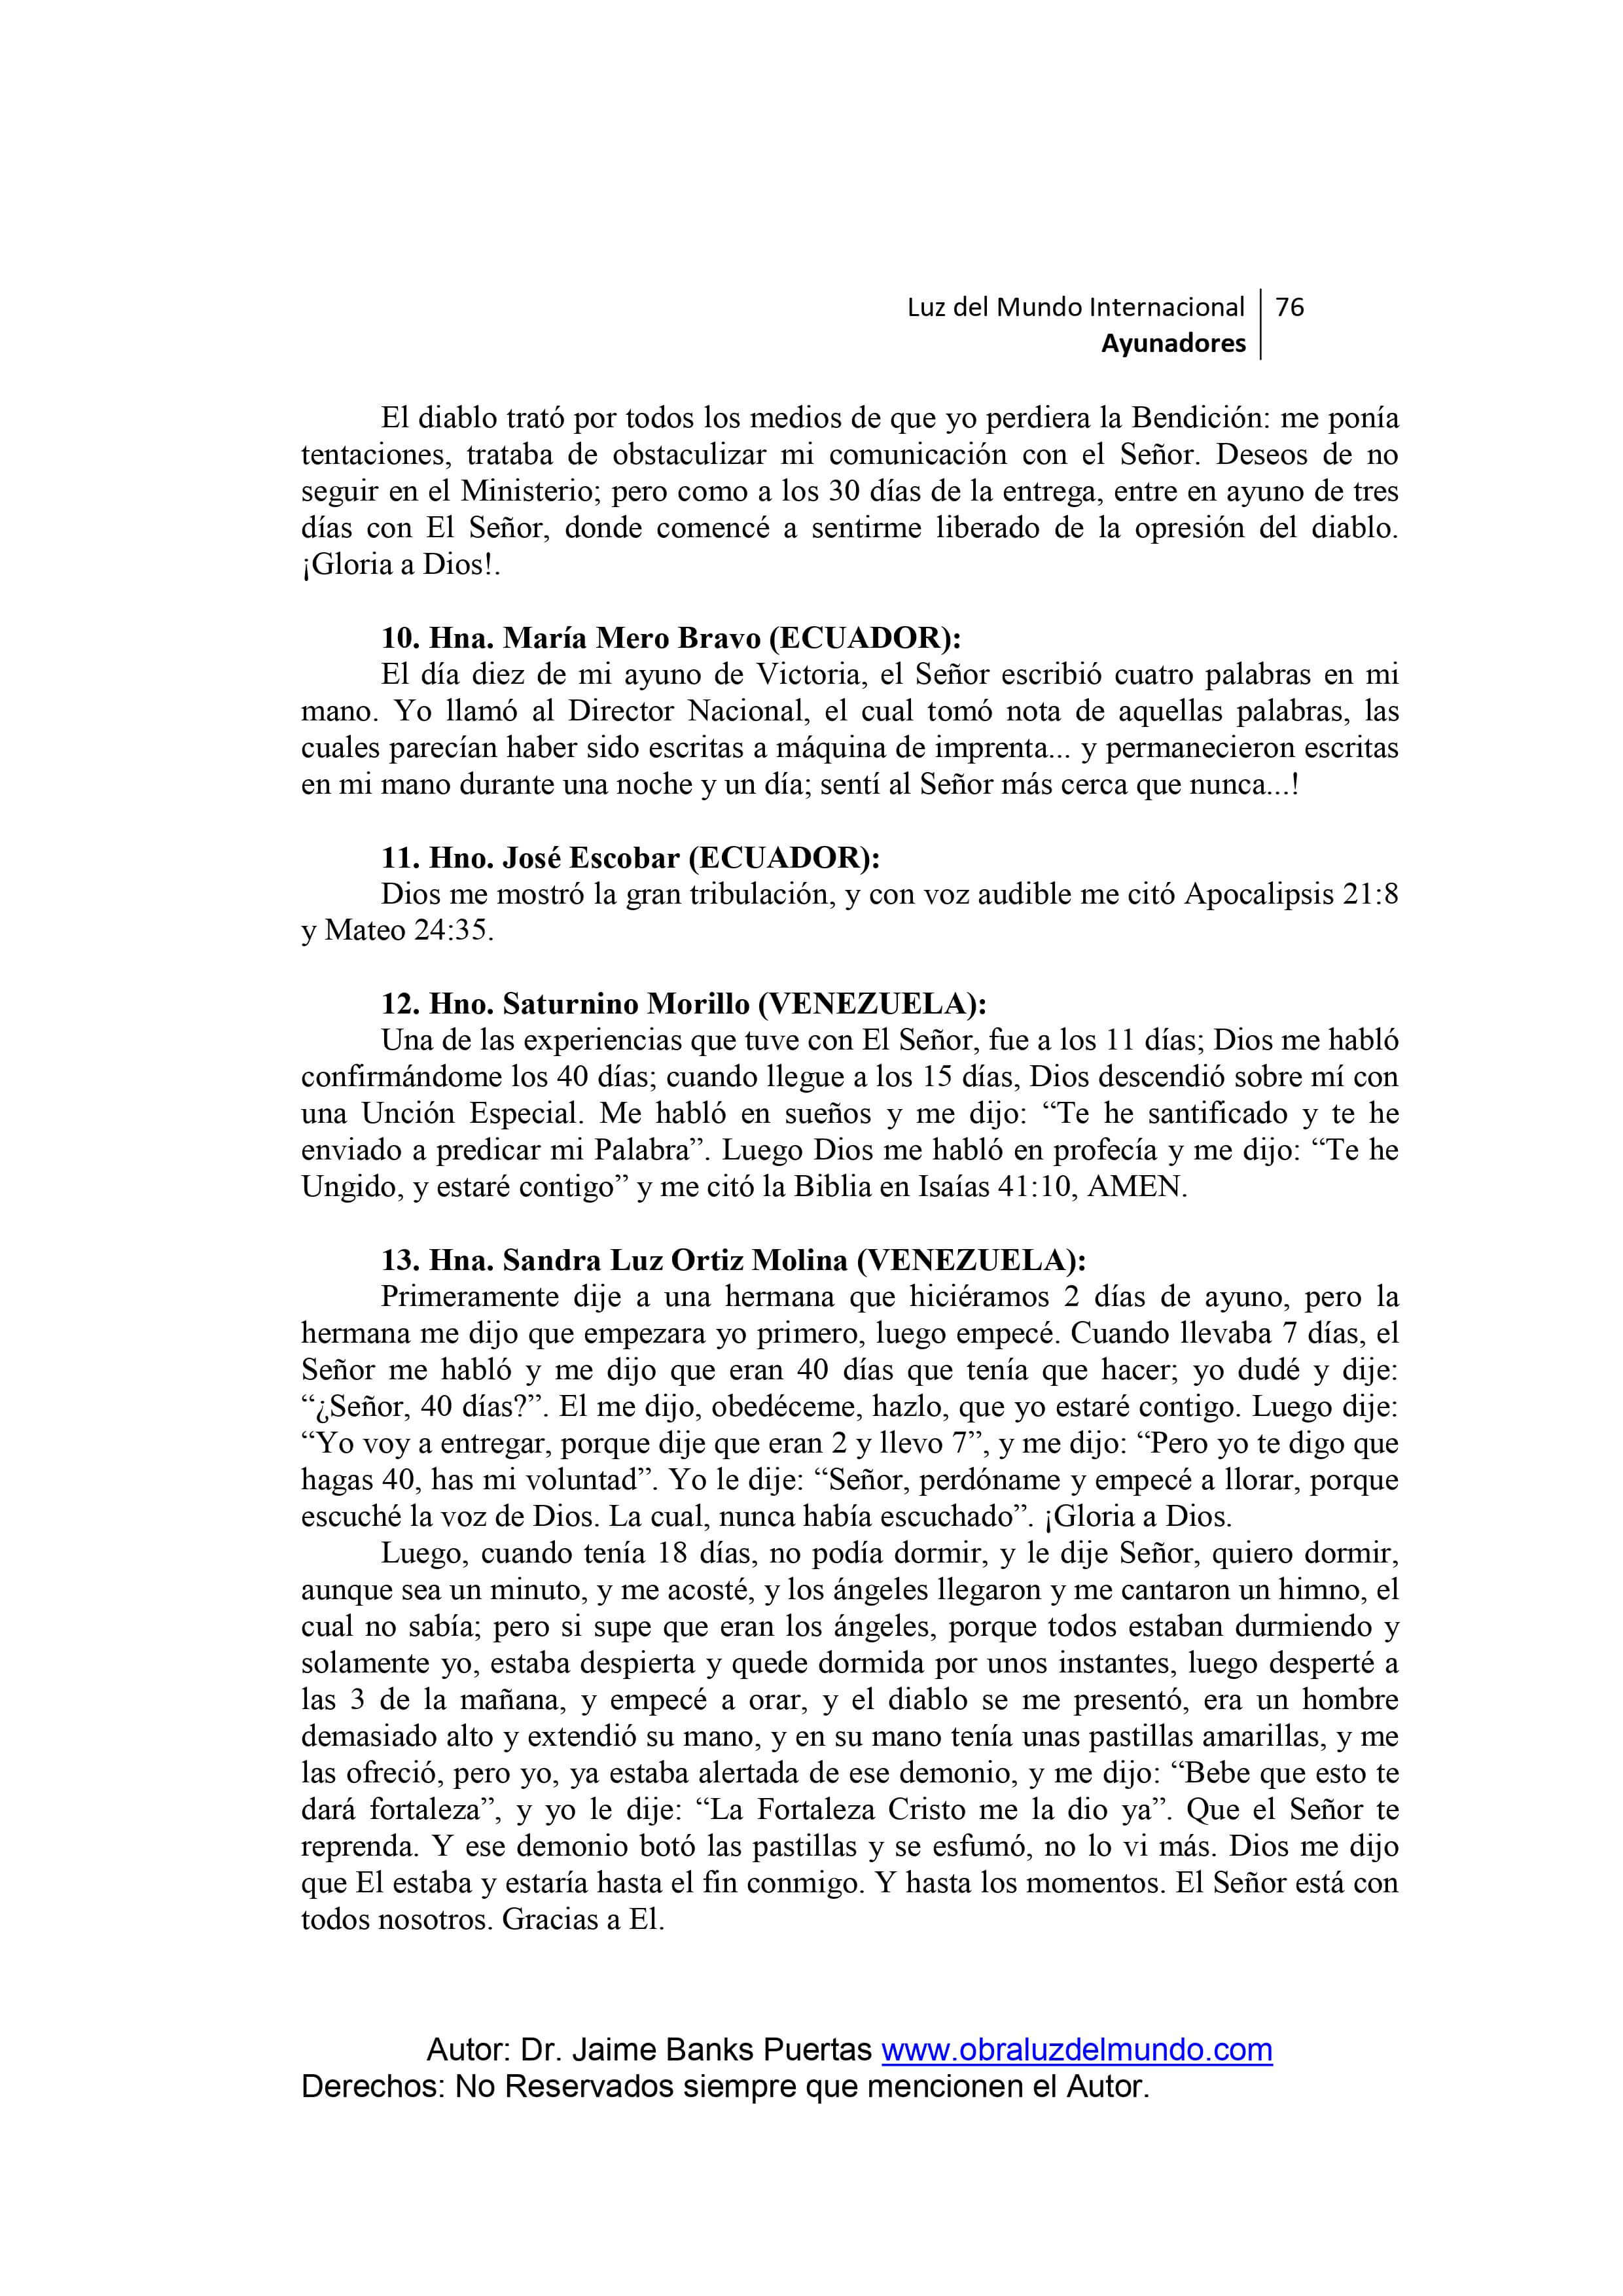 Luz del Mundo Internacional 76
Ayunadores
El diablo trató por todos los medios de que yo perdiera la Bendición: me ponía
tentaciones, trataba de obstaculizar mi comunicación con el Señor. Deseos de no
seguir en el Ministerio; pero como a los 30 días de la entrega, entre en ayuno de tres
días con El Señor, donde comencé a sentirme liberado de la opresión del diablo.
¡Gloria a Dios!.
10. Hna. María Mero Bravo (ECUADOR):
El día diez de mi ayuno de Victoria, el Señor escribió cuatro palabras en mi
mano. Yo llamó al Director Nacional, el cual tomó nota de aquellas palabras, las
cuales parecían haber sido escritas a máquina de imprenta... y permanecieron escritas
en mi mano durante una noche y un día; sentí al Señor más cerca que nunca...!
11. Hno. José Escobar (ECUADOR):
Dios me mostró la gran tribulación, y con voz audible me citó Apocalipsis 21:8
y Mateo 24:35.
12. Hno. Saturnino Morillo (VENEZUELA):
Una de las experiencias que tuve con El Señor, fue a los 11 días; Dios me habló
confirmándome los 40 días; cuando llegue a los 15 días, Dios descendió sobre mí con
una Unción Especial. Me habló en sueños y me dijo: “Te he santificado y te he
enviado a predicar mi Palabra”. Luego Dios me habló en profecía y me dijo: “Te he
Ungido, y estaré contigo” y me citó la Biblia en Isaías 41:10, AMEN.
13. Hna. Sandra Luz Ortiz Molina (VENEZUELA):
Primeramente dije a una hermana que hiciéramos 2 días de ayuno, pero la
hermana me dijo que empezara yo primero, luego empecé. Cuando llevaba 7 días, el
Señor me habló y me dijo que eran 40 días que tenía que hacer; yo dudé y dije:
“¿Señor, 40 días?”. El me dijo, obedéceme, hazlo, que yo estaré contigo. Luego dije:
“Yo voy a entregar, porque dije que eran 2 y llevo 7”, y me dijo: “Pero yo te digo que
hagas 40, has mi voluntad”. Yo le dije: “Señor, perdóname y empecé a llorar, porque
escuché la voz de Dios. La cual, nunca había escuchado”. ¡Gloria a Dios.
Luego, cuando tenía 18 días, no podía dormir, y le dije Señor, quiero dormir,
aunque sea un minuto, y me acosté, y los ángeles llegaron y me cantaron un himno, el
cual no sabía; pero si supe que eran los ángeles, porque todos estaban durmiendo y
solamente yo, estaba despierta y quede dormida por unos instantes, luego desperté a
las 3 de la mañana, y empecé a orar, y el diablo se me presentó, era un hombre
demasiado alto y extendió su mano, y en su mano tenía unas pastillas amarillas, y me
las ofreció, pero yo, ya estaba alertada de ese demonio, y me dijo: “Bebe que esto te
dará fortaleza”, y yo le dije: “La Fortaleza Cristo me la dio ya”. Que el Señor te
reprenda. Y ese demonio botó las pastillas y se esfumó, no lo vi más. Dios me dijo
que El estaba y estaría hasta el fin conmigo. Y hasta los momentos. El Señor está con
todos nosotros. Gracias a El.
Autor: Dr. Jaime Banks Puertas www.obraluzdelmundo.com
Derechos: No Reservados siempre que mencionen el Autor.